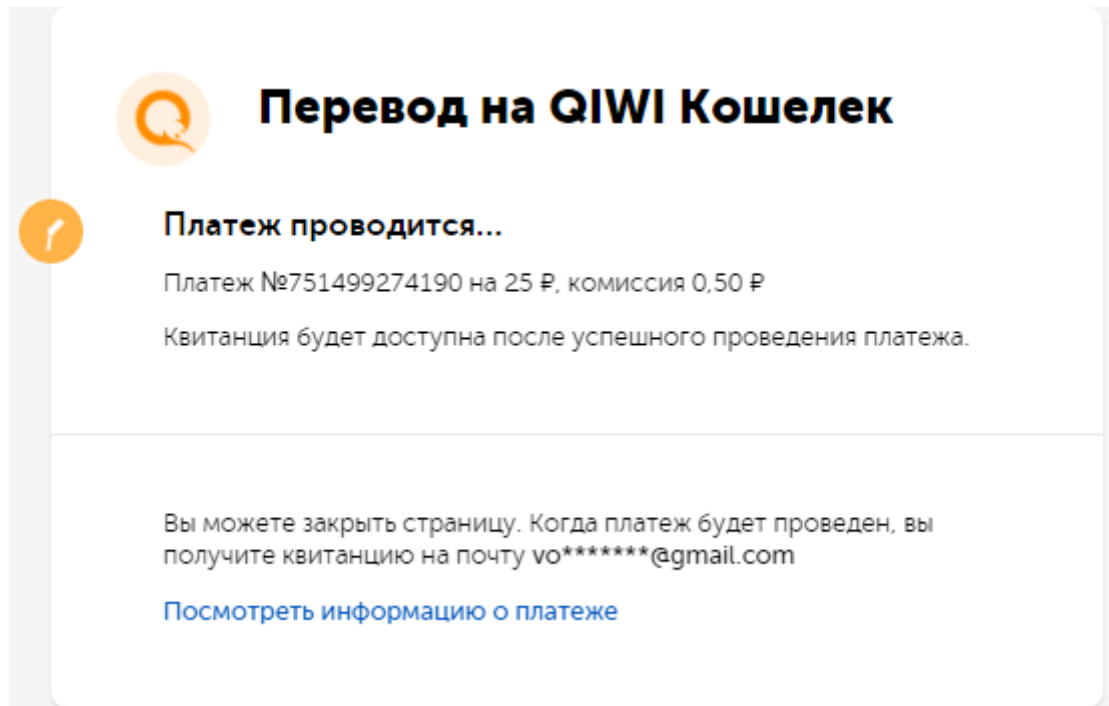 Перевод на QIWI Кошелек
Платеж проводится...
Платеж №751499274190 на 25 ₽, комиссия 0,50 ₽
Квитанция будет доступна после успешного проведения платежа.
Вы можете закрыть страницу. Когда платеж будет проведен, вы
получите квитанцию на почту vo*******@gmail.com
Посмотреть информацию о платеже